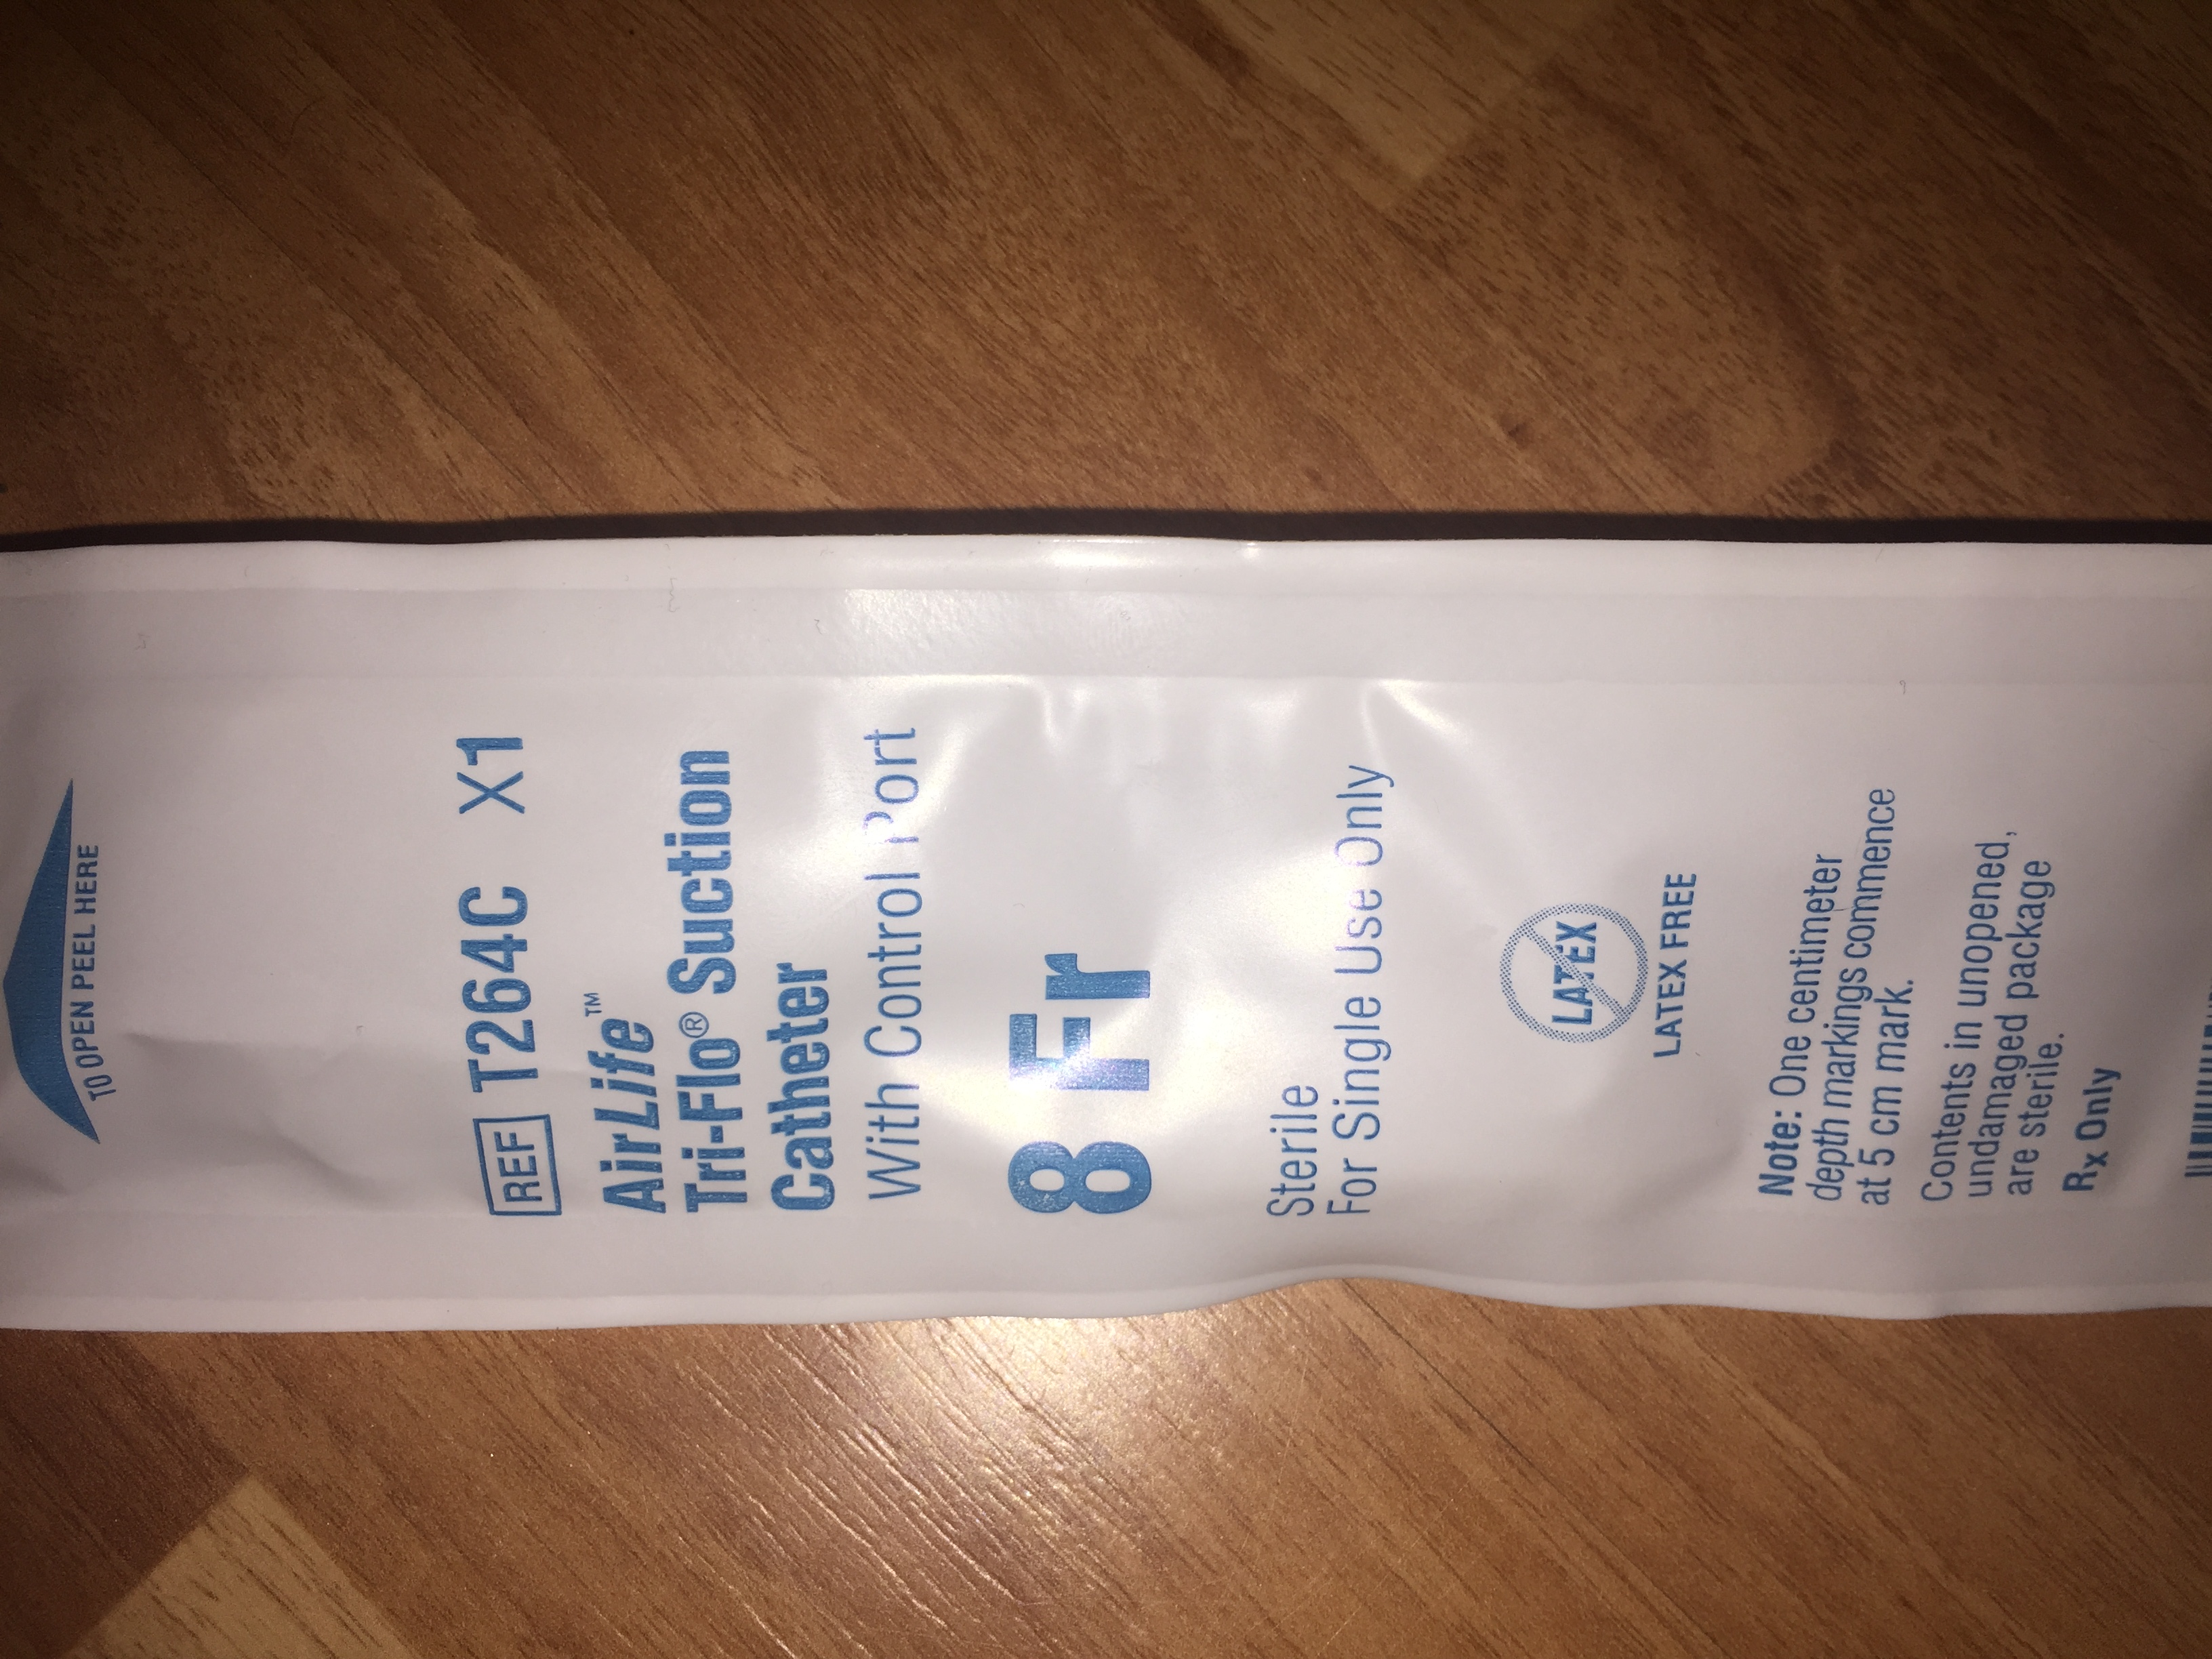 TO OPEN PEEL HERE
REF T264C X1
AirLife™
Tri-Flo® Suction
Catheter
With Control Port
8 Fr
Sterile
For Single Use Only
LATEX
LATEX FREE
Note: One centimeter
depth markings commence
at 5 cm mark.
Contents in unopened,
undamaged package
are sterile.
Rx Only